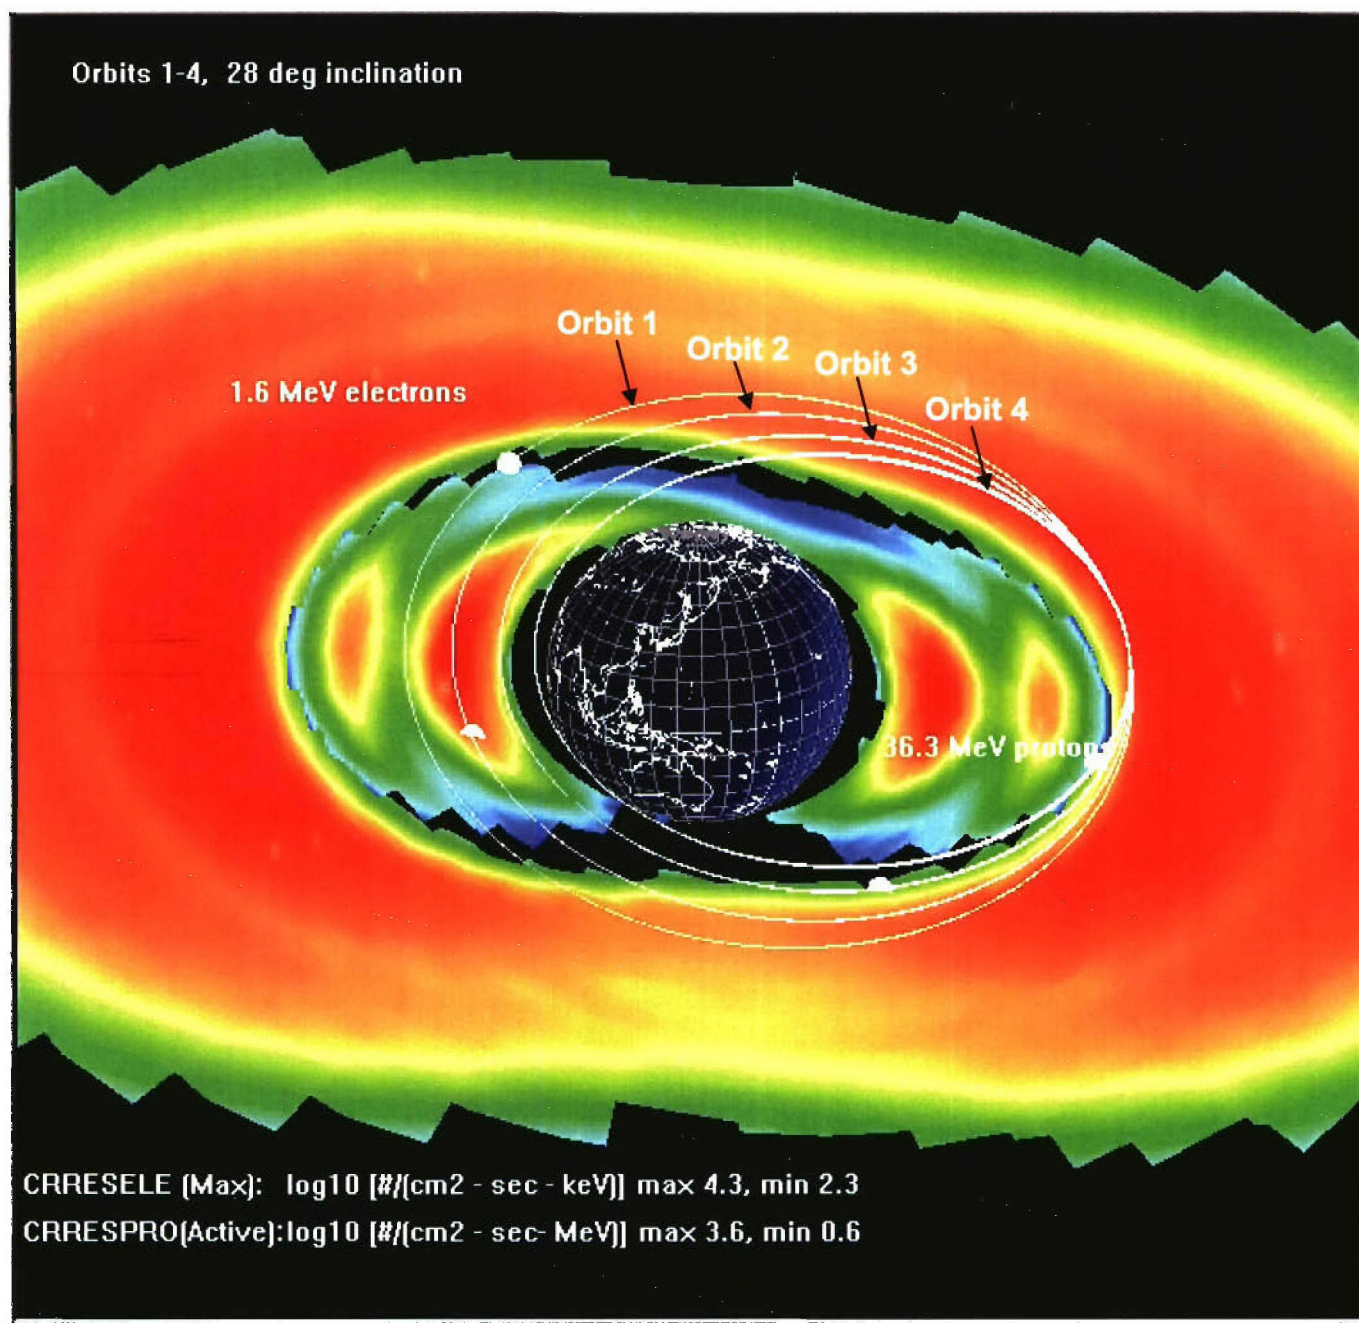 Orbits 1-4, 28 deg inclination
Orbit 1
Orbit 2
Orbit 3
1.6 MeV electrons
Orbit 4
36.3 MeV protons
CRRESELE (Max): log10 [#/(cm2 - sec - keV)] max 4.3, min 2.3
CRRESPRO(Active):log10 [#/(cm2 - sec- MeV)] max 3.6, min 0.6